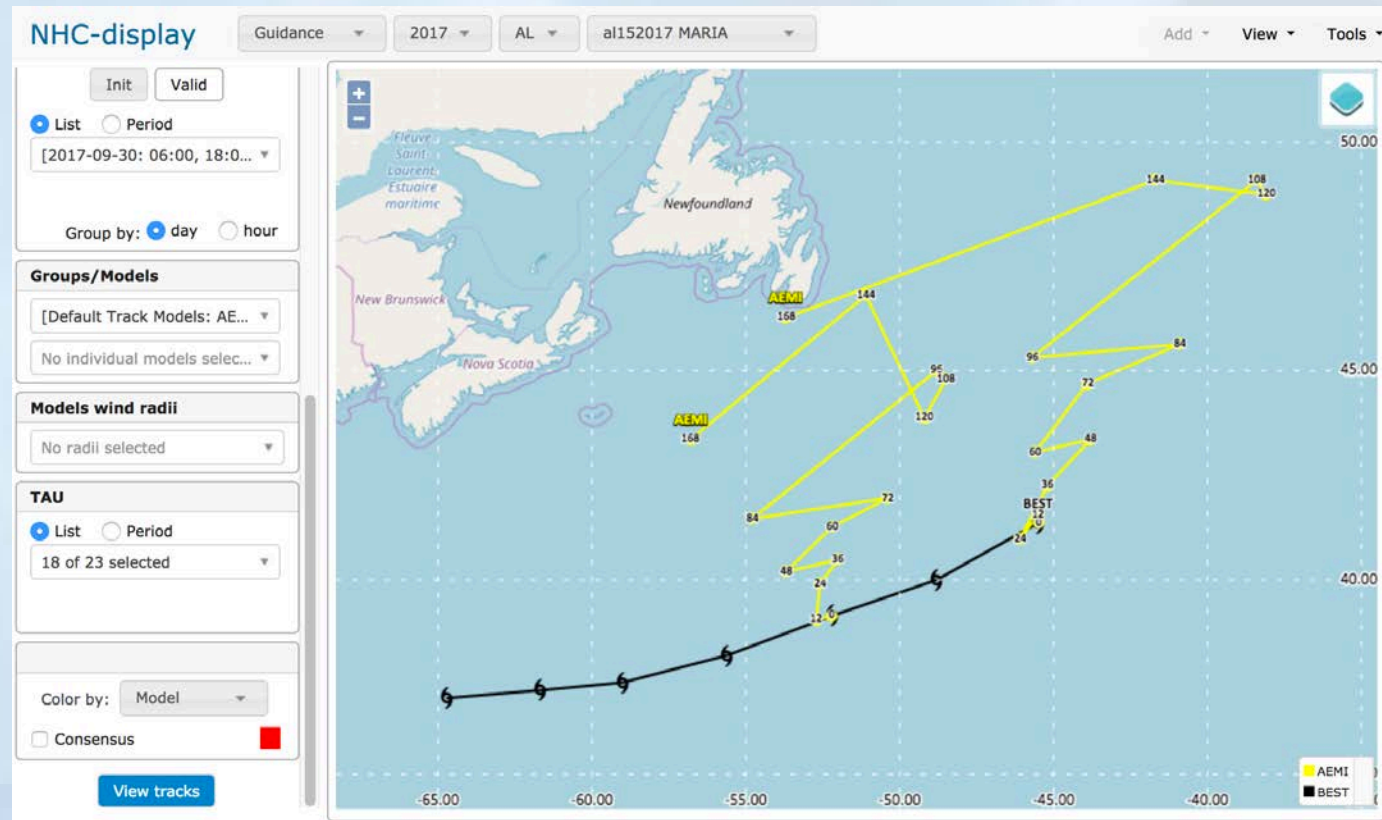 NHC-display
Guidance
2017
AL
al152017 MARIA
Add
View
Tools
Init
Valid
List
Period
[2017-09-30: 06:00, 18:0...
Group by:
day
hour
Groups/Models
[Default Track Models: AE...
No individual models selec...
Models wind radii
No radii selected
TAU
List
Period
18 of 23 selected
Color by:
Model
Consensus
View tracks
+
−
Fleuve
Saint-
Laurent,
Estuaire
maritime
Newfoundland
New Brunswick
Nova Scotia
50.00
45.00
40.00
144
108
120
AEMI
168
144
96
84
96
108
72
120
AEMI
168
48
60
72
36
84
60
BEST
12
0
24
36
48
24
12
0
-65.00
-60.00
-55.00
-50.00
-45.00
-40.00
AEMI
BEST